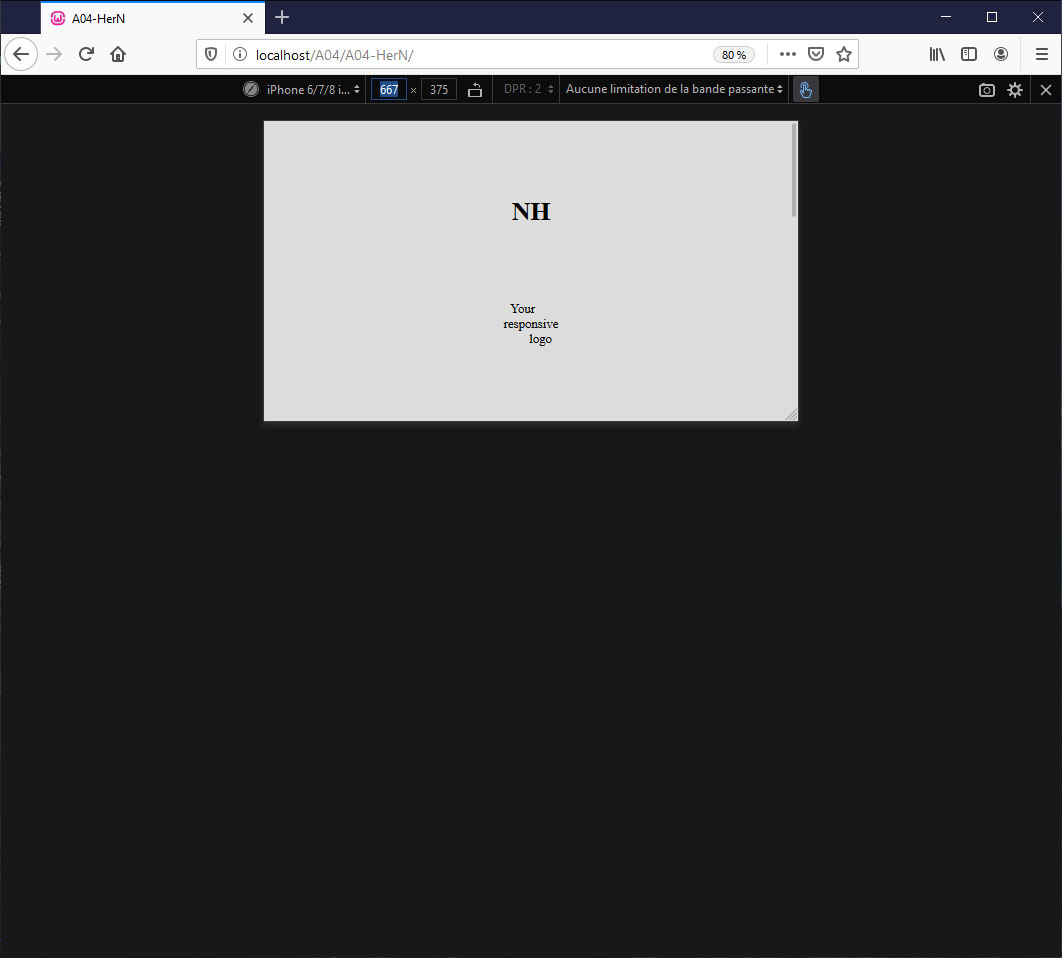 A04-HerN
localhost/A04/A04-HerN/
80 %
iPhone 6/7/8 i...
667 × 375
DPR : 2
Aucune limitation de la bande passante
NH
Your
responsive
logo